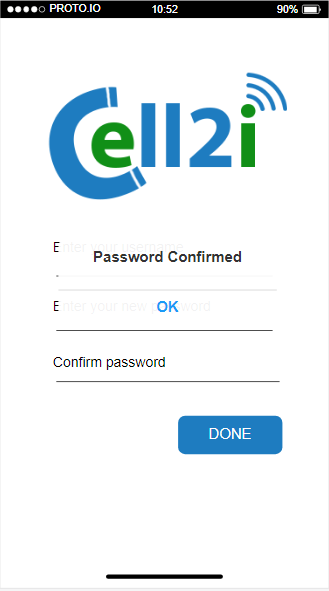 PROTO.IO 10:52 90%
Cell2i
Enter your username
Password Confirmed
Enter your new password
OK
Confirm password
DONE